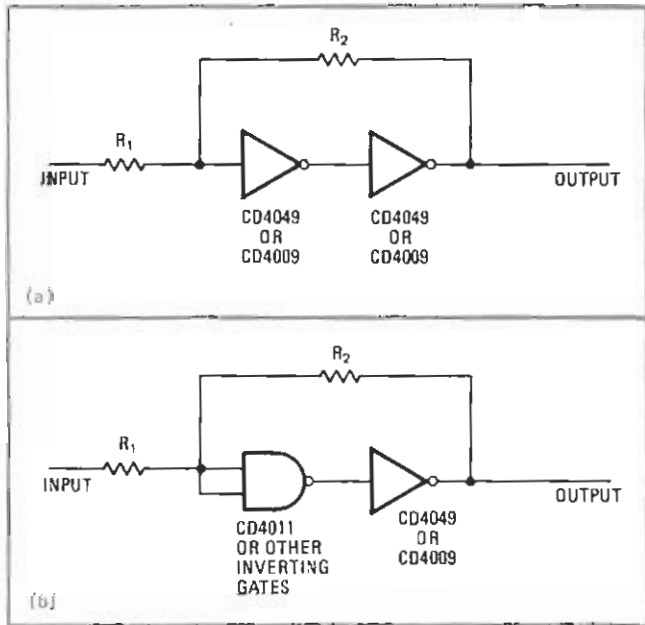 R₂
R₁
INPUT
CD4049
OR
CD4009
CD4049
OR
CD4009
OUTPUT
(a)
R₂
R₁
INPUT
CD4011
OR OTHER
INVERTING
GATES
CD4049
OR
CD4009
OUTPUT
(b)